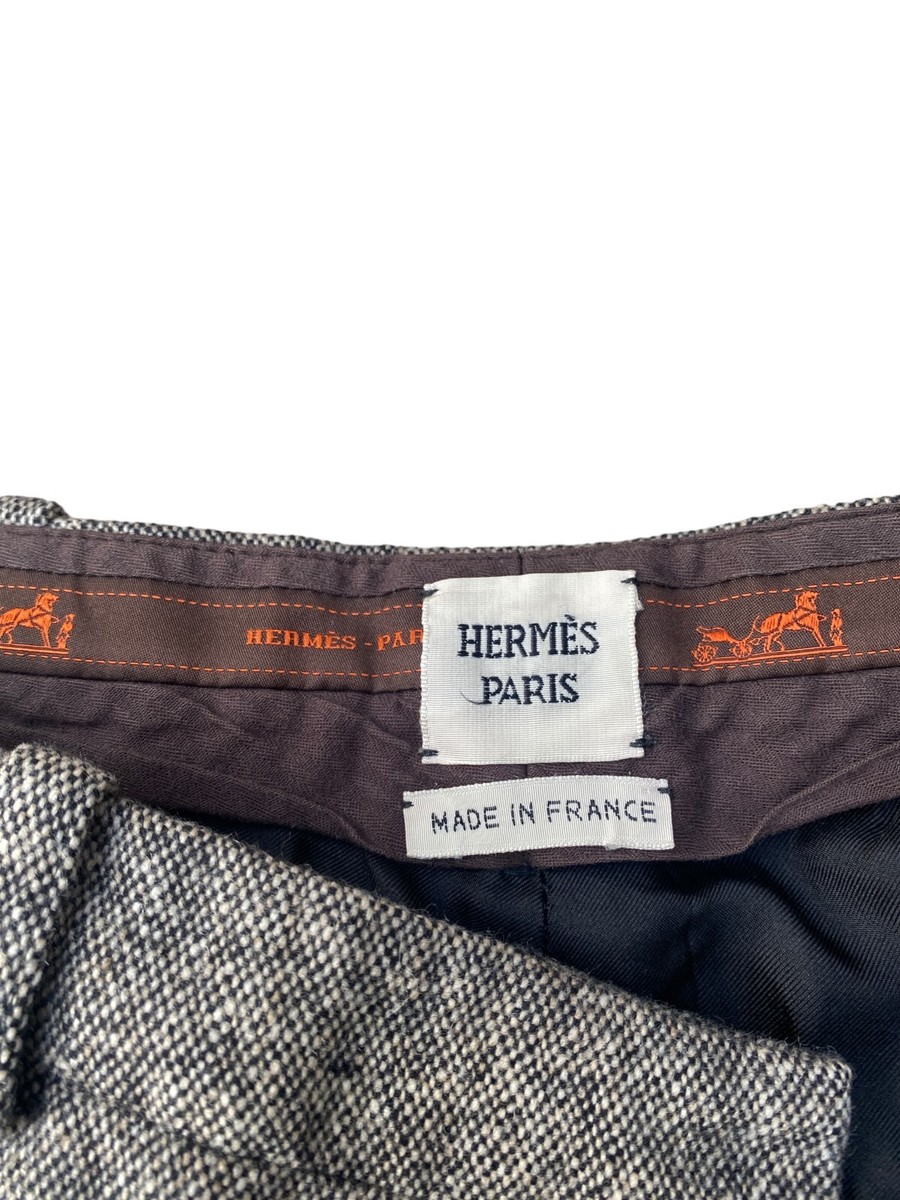 HERMÈS - PAR
HERMÈS
PARIS
MADE IN FRANCE